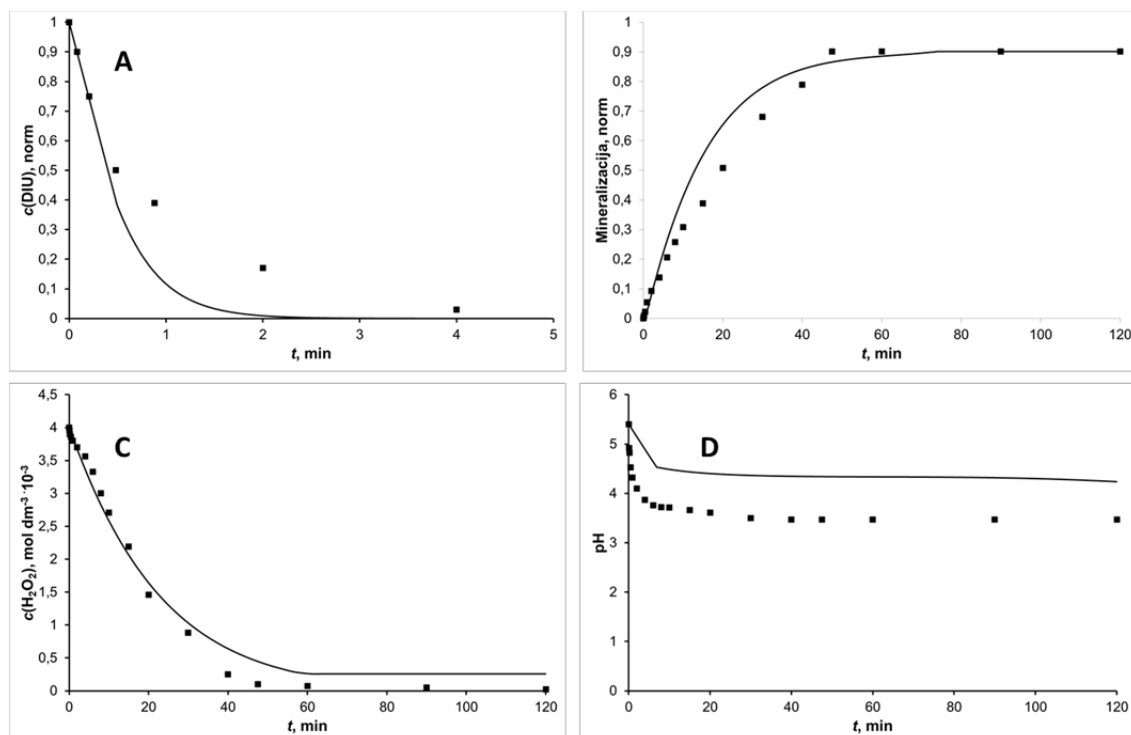 A
c(DIU), norm
1
0,9
0,8
0,7
0,6
0,5
0,4
0,3
0,2
0,1
0
0 1 2 3 4 5
t, min
Mineralizacija, norm
1
0,9
0,8
0,7
0,6
0,5
0,4
0,3
0,2
0,1
0
0 20 40 60 80 100 120
t, min
C
c(H₂O₂), mol dm⁻³ ·10⁻³
4,5
4
3,5
3
2,5
2
1,5
1
0,5
0
0 20 40 60 80 100 120
t, min
D
pH
6
5
4
3
2
1
0
0 20 40 60 80 100 120
t, min